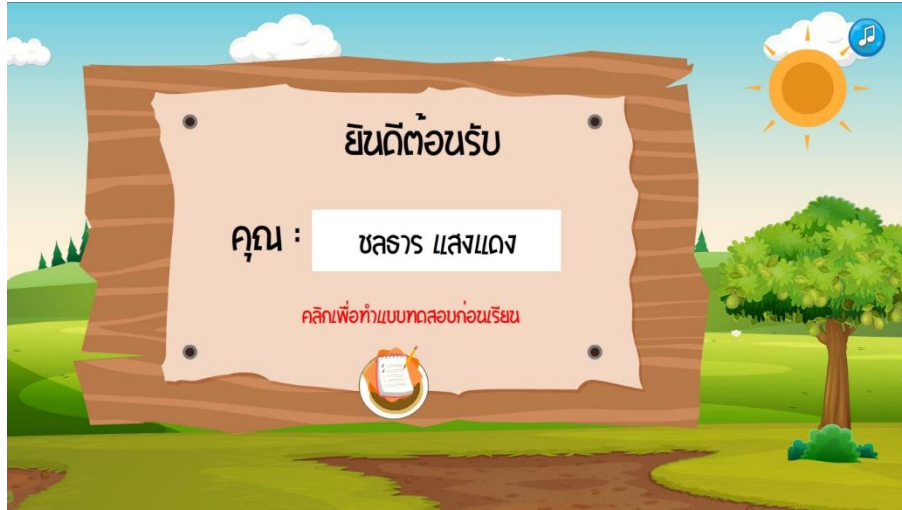 ยินดีต้อนรับ
คุณ : ชลธาร แสงแดง
คลิกเพื่อทำแบบทดสอบก่อนเรียน